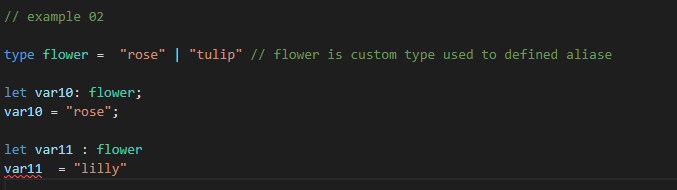 // example 02
type flower =  "rose" | "tulip" // flower is custom type used to defined aliase
let var10: flower;
var10 = "rose";
let var11 : flower
var11  = "lilly"